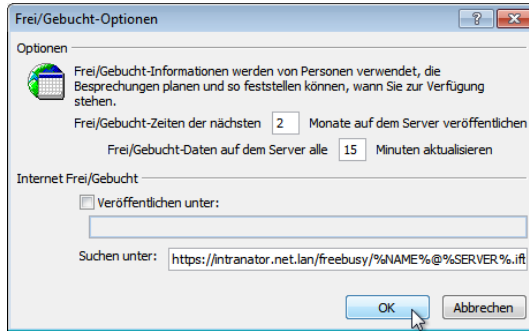 Frei/Gebucht-Optionen
Optionen
Frei/Gebucht-Informationen werden von Personen verwendet, die
Besprechungen planen und so feststellen können, wann Sie zur Verfügung
stehen.
Frei/Gebucht-Zeiten der nächsten 2 Monate auf dem Server veröffentlichen
Frei/Gebucht-Daten auf dem Server alle 15 Minuten aktualisieren
Internet Frei/Gebucht
Veröffentlichen unter:
Suchen unter: https://intranator.net.lan/freebusy/%NAME%@%SERVER%.ift
OK Abbrechen